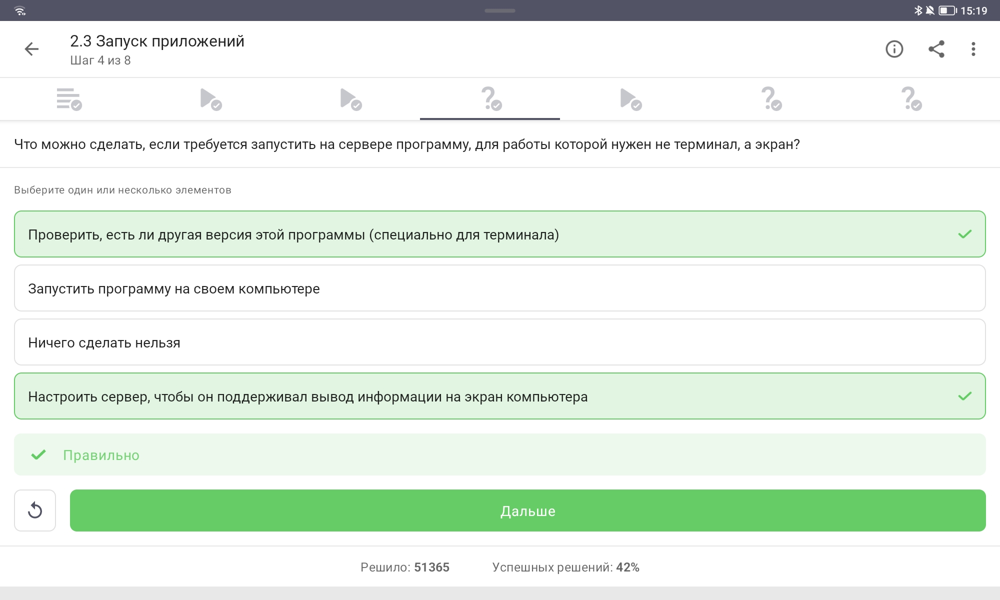 15:19
2.3 Запуск приложений
Шаг 4 из 8
Что можно сделать, если требуется запустить на сервере программу, для работы которой нужен не терминал, а экран?
Выберите один или несколько элементов
Проверить, есть ли другая версия этой программы (специально для терминала)
Запустить программу на своем компьютере
Ничего сделать нельзя
Настроить сервер, чтобы он поддерживал вывод информации на экран компьютера
Правильно
Дальше
Решило: 51365 Успешных решений: 42%